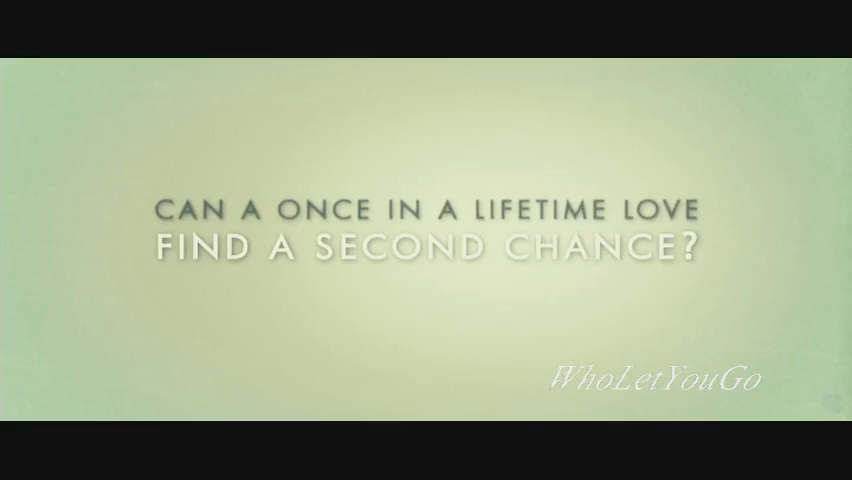 CAN A ONCE IN A LIFETIME LOVE
FIND A SECOND CHANCE?
WhoLetYouGo